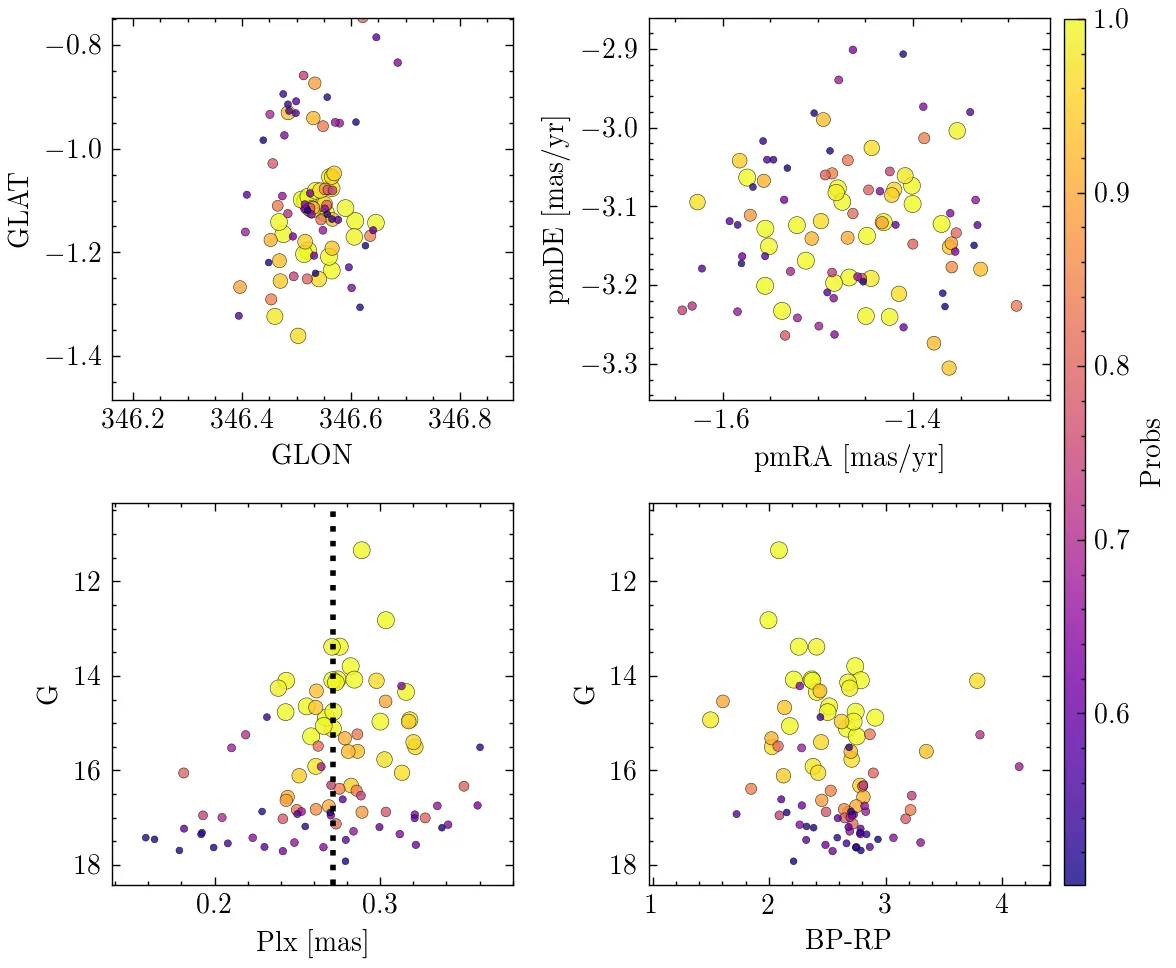 −0.8
−1.0
−1.2
−1.4
GLAT
346.2 346.4 346.6 346.8
GLON
−2.9
−3.0
−3.1
−3.2
−3.3
pmDE [mas/yr]
−1.6 −1.4
pmRA [mas/yr]
12
14
16
18
G
0.2 0.3
Plx [mas]
12
14
16
18
G
1 2 3 4
BP-RP
1.0
0.9
0.8
0.7
0.6
Probs